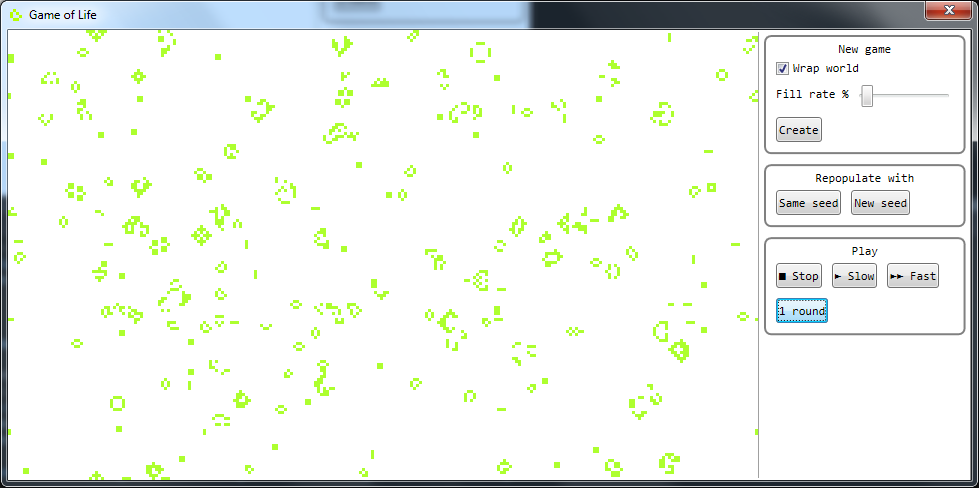 Game of Life
New game
Wrap world
Fill rate %
Create
Repopulate with
Same seed New seed
Play
■ Stop ► Slow ►► Fast
1 round